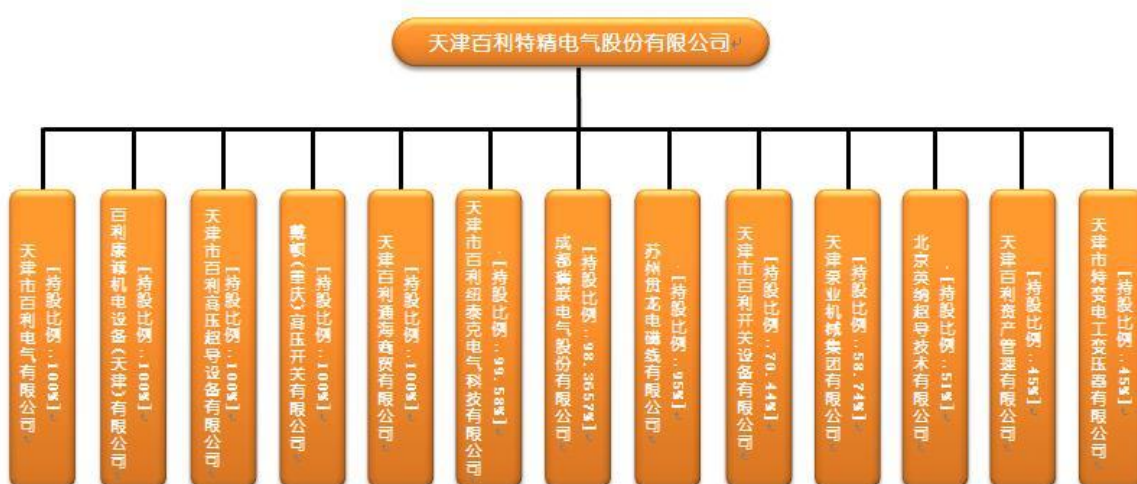 天津百利特精电气股份有限公司
天津市百利电气有限公司
[持股比例:100%]
百利康诚机电设备(天津)有限公司
[持股比例:100%]
天津市百利高压超导设备有限公司
[持股比例:100%]
戴顿(重庆)高压开关有限公司
[持股比例:100%]
天津百利通海商贸有限公司
[持股比例:100%]
天津市百利纽泰克电气科技有限公司
[持股比例:99.58%]
成都瑞联电气股份有限公司
[持股比例:98.3657%]
苏州贯龙电磁线有限公司
[持股比例:95%]
天津市百利开关设备有限公司
[持股比例:70.44%]
天津泵业机械集团有限公司
[持股比例:58.74%]
北京英纳超导技术有限公司
[持股比例:51%]
天津百利资产管理有限公司
[持股比例:45%]
天津市特变电工变压器有限公司
[持股比例:45%]